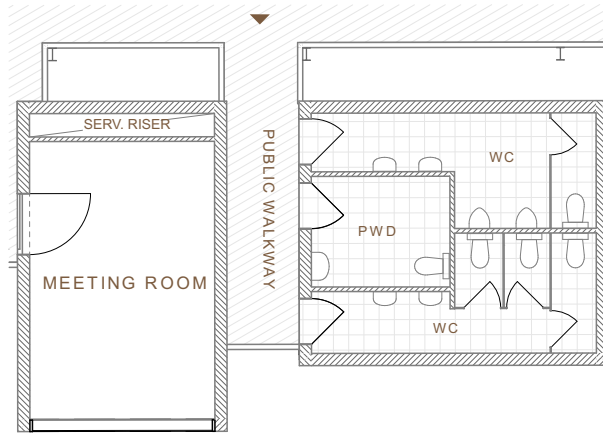 SERV. RISER
PUBLIC WALKWAY
WC
PWD
MEETING ROOM
WC